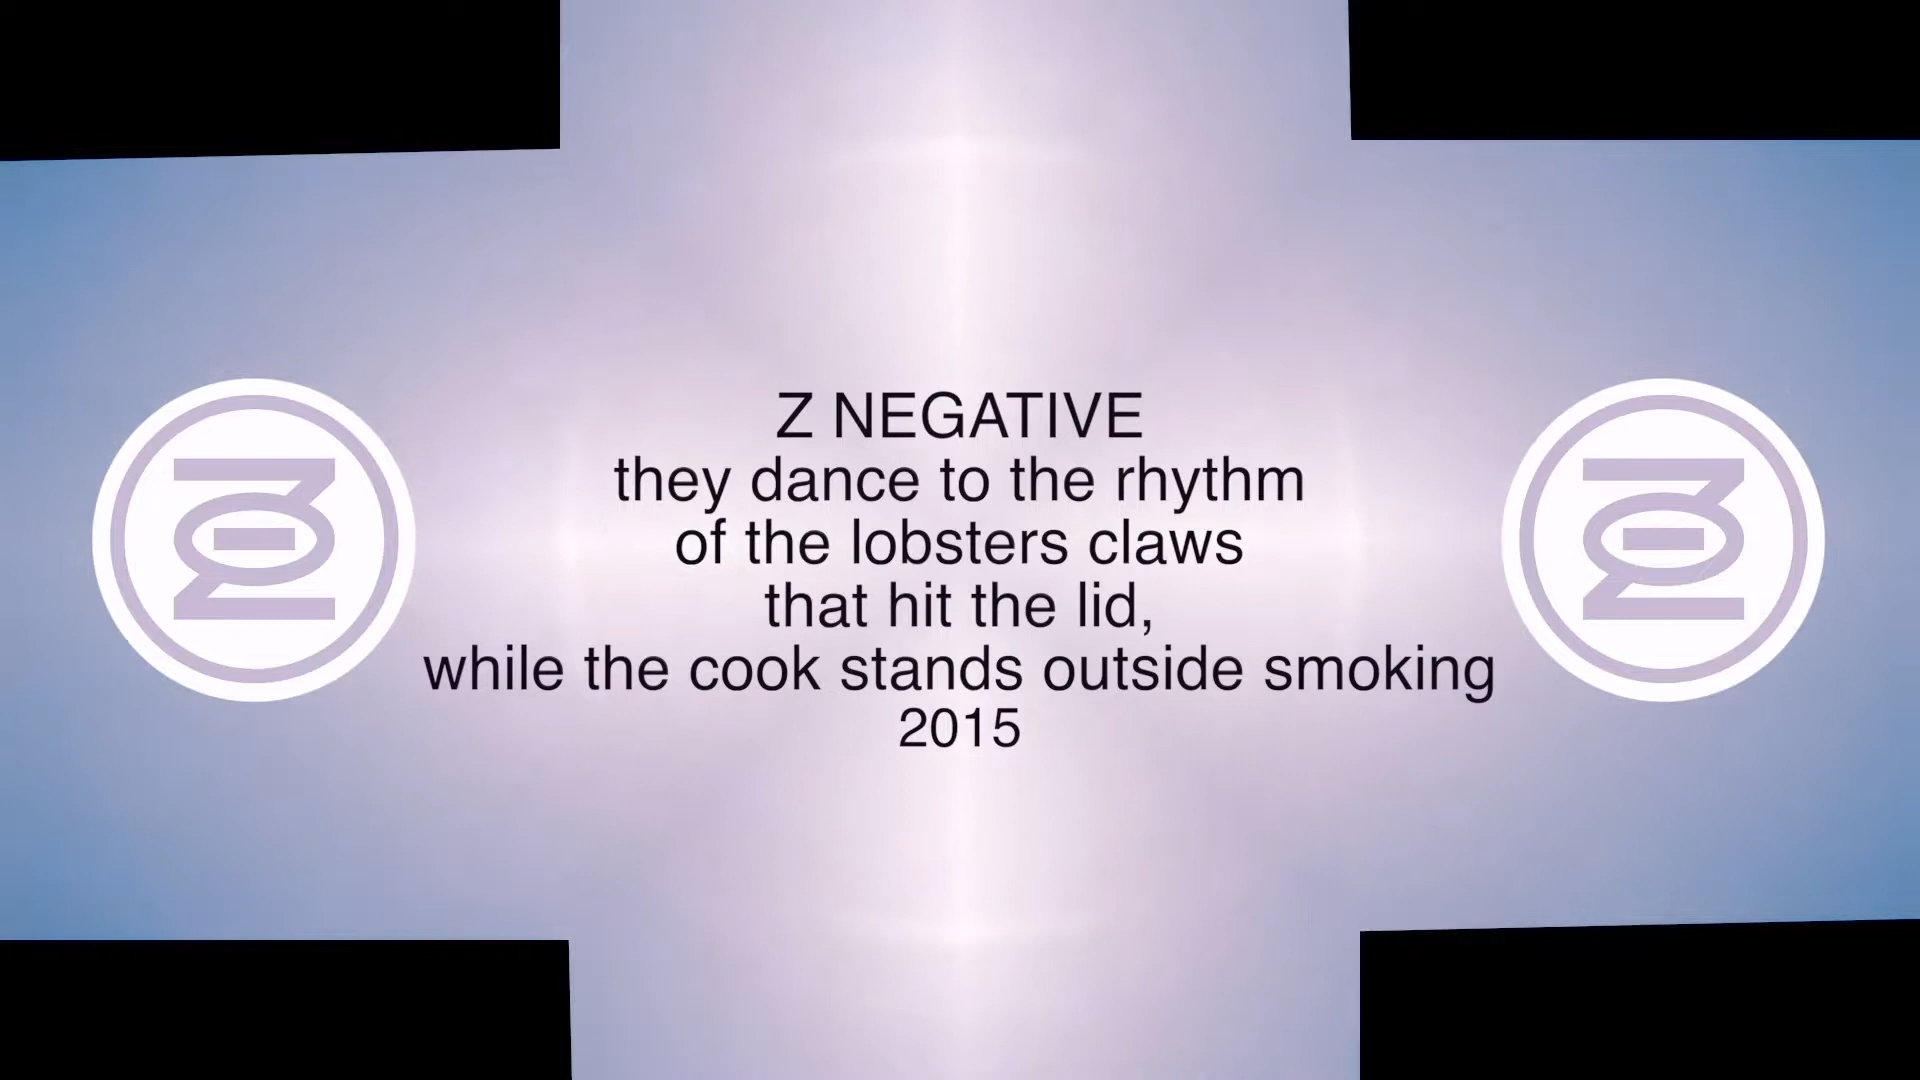 Z NEGATIVE
they dance to the rhythm
of the lobsters claws
that hit the lid,
while the cook stands outside smoking
2015